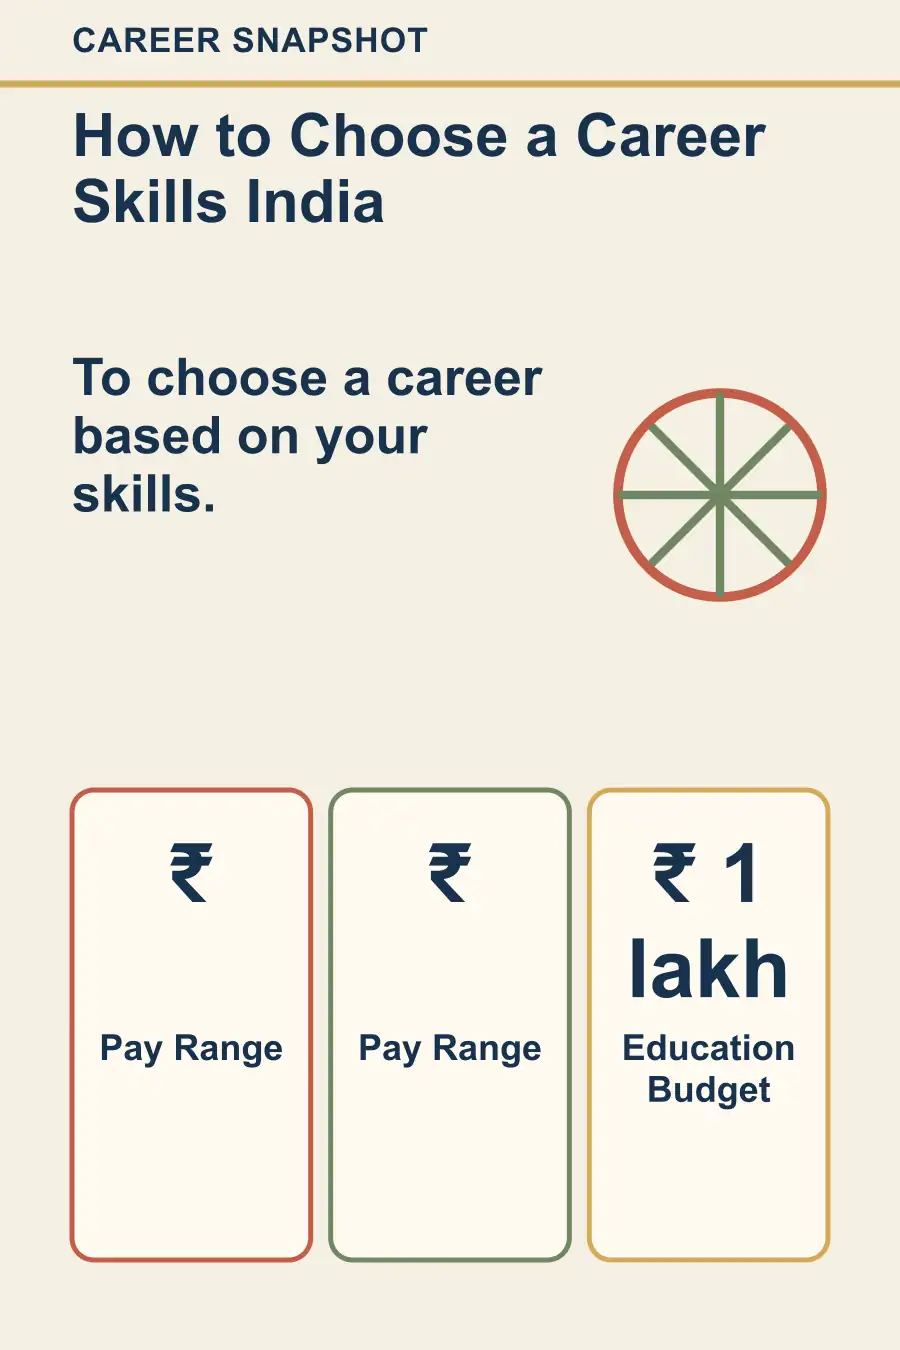 CAREER SNAPSHOT
How to Choose a Career
Skills India
To choose a career
based on your
skills.
₹
Pay Range
₹
Pay Range
₹ 1
lakh
Education
Budget